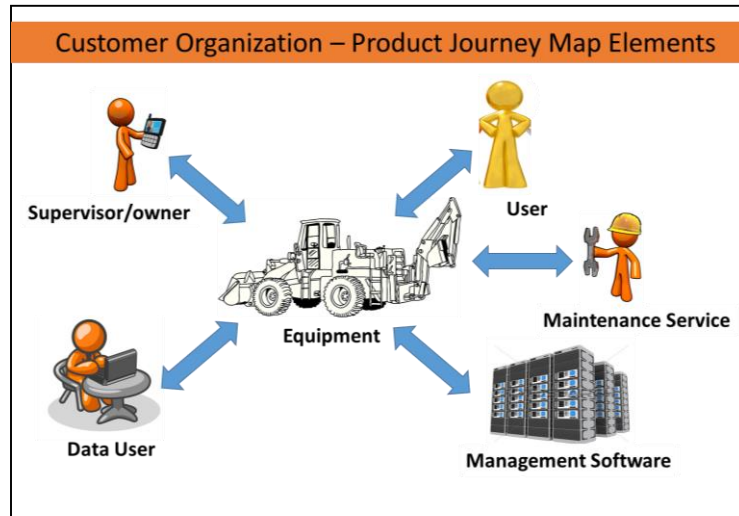 Customer Organization – Product Journey Map Elements
Supervisor/owner
User
Equipment
Maintenance Service
Data User
Management Software